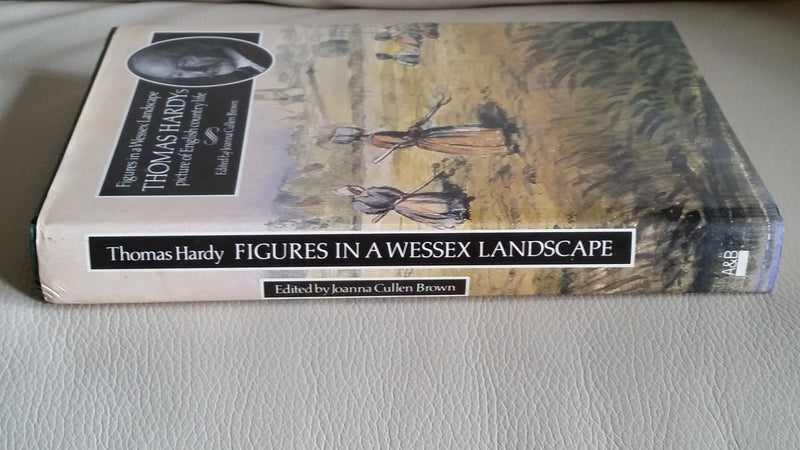 Figures in a Wessex Landscape
THOMAS HARDY's
picture of English country life
Edited by Joanna Cullen Brown
Thomas Hardy FIGURES IN A WESSEX LANDSCAPE
Edited by Joanna Cullen Brown
A&B